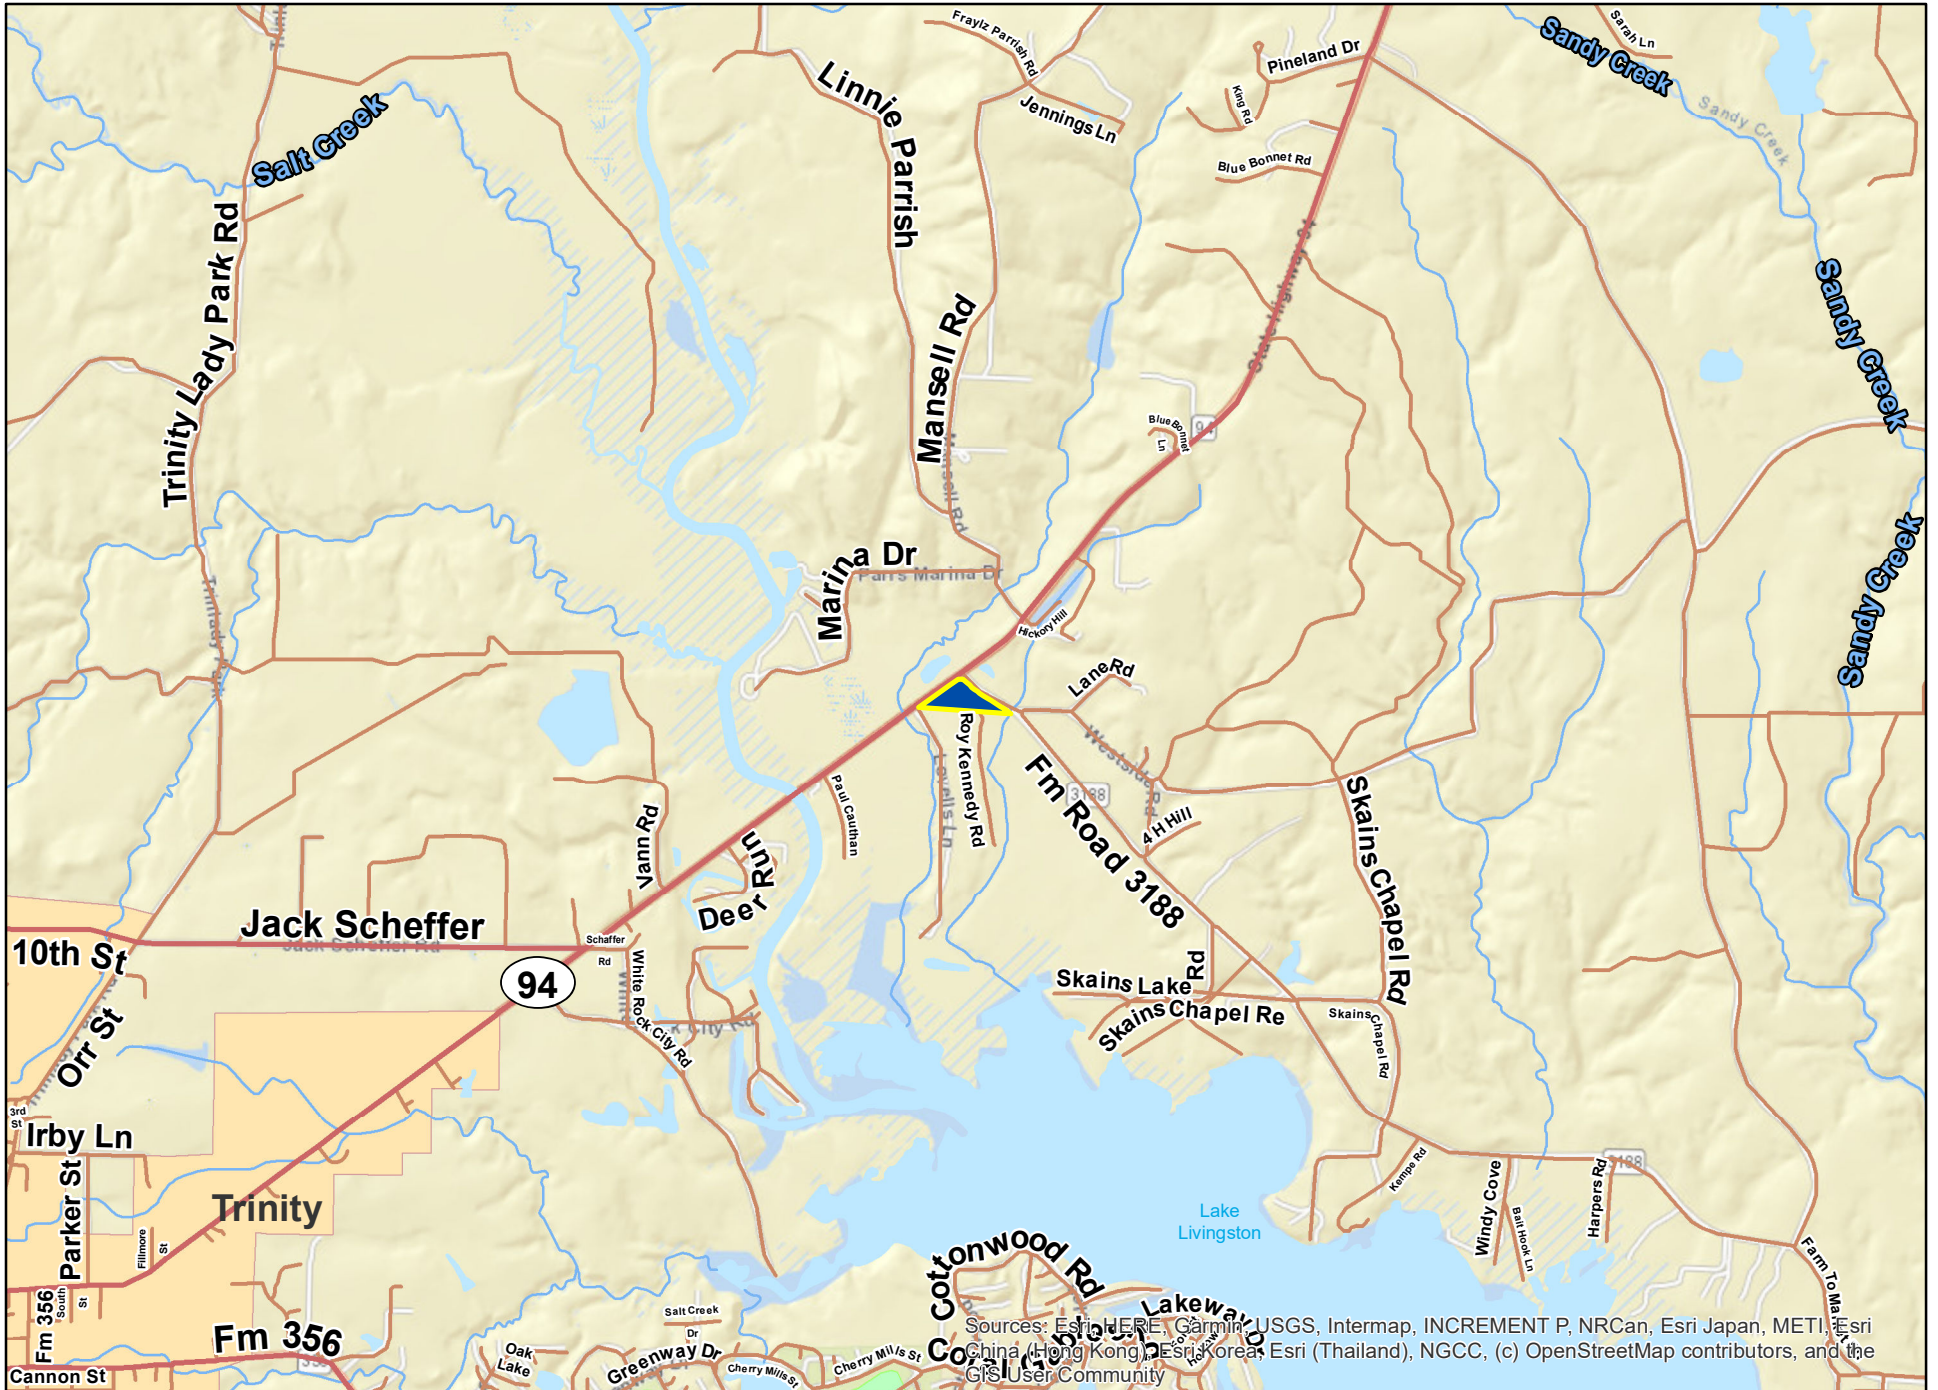 Fraylz Parrish Rd
Sarah Ln
Sandy Creek
Sandy Creek
Pineland Dr
King Rd
Linnie Parrish
Jennings Ln
Salt Creek
Blue Bonnet Rd
Trinity Lady Park Rd
State Highway 94
Sandy Creek
Mansell Rd
Mansell Rd
94
Blue Bonnet
Ln
Sandy Creek
Marina Dr
Parrs Marina Dr
Hickory Hill
Lane Rd
Roy Kennedy Rd
Lovells Ln
Westside Rd
Fm Road 3188
3188
4 H Hill
Paul Cauthan
Vann Rd
Deer Run
Skains Chapel Rd
Jack Scheffer
Jack Scheffer Rd
10th St
Schaffer
Rd
94
White Rock City Rd
Skains Lake Rd
Skains Chapel Re
Skains Chapel Rd
Orr St
3rd
St
Irby Ln
Parker St
Trinity
Fillmore
St
Kempe Rd
3188
Windy Cove
Bait Hook Ln
Harpers Rd
Lake
Livingston
Cottonwood Rd
Lakeway Dr
Fm 356
South
St
Fm 356
Cannon St
Salt Creek
Dr
Oak
Lake
Greenway Dr
Cherry Mills St
Cherry Mills St
Sources: Esri, HERE, Garmin, USGS, Intermap, INCREMENT P, NRCan, Esri Japan, METI, Esri
China (Hong Kong), Esri Korea, Esri (Thailand), NGCC, (c) OpenStreetMap contributors, and the
GIS User Community